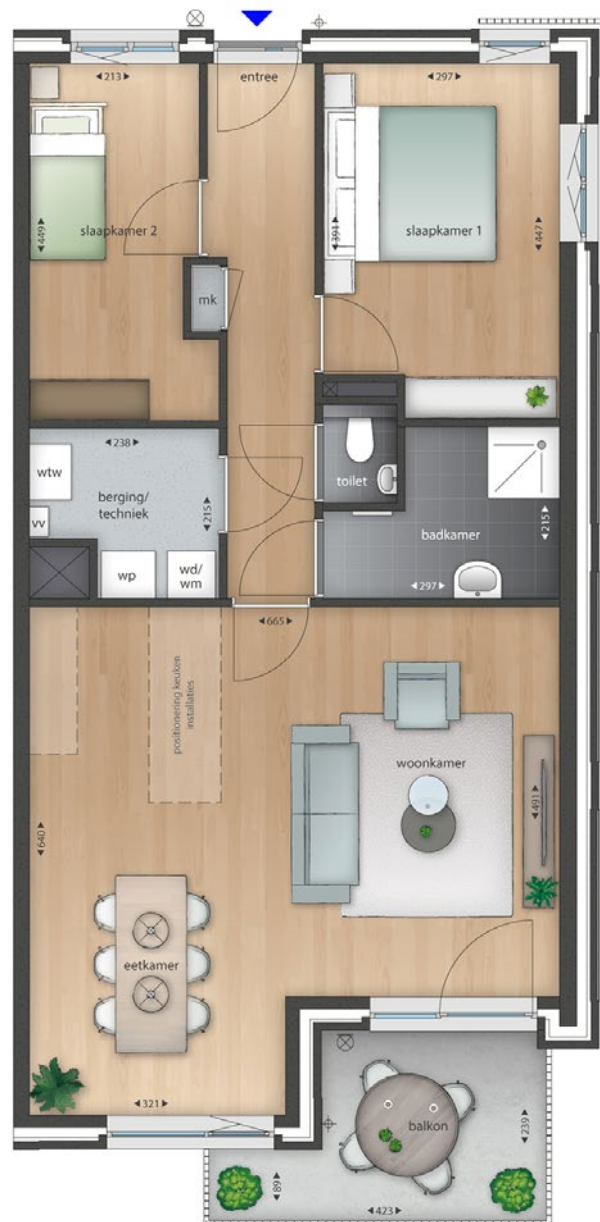 entree
213
297
slaapkamer 2
449
391
slaapkamer 1
447
mk
238
wtw
berging/
techniek
215
vv
wp
wd/
wm
toilet
badkamer
215
297
665
positionering keuken
installaties
woonkamer
491
640
eetkamer
321
balkon
239
89
423